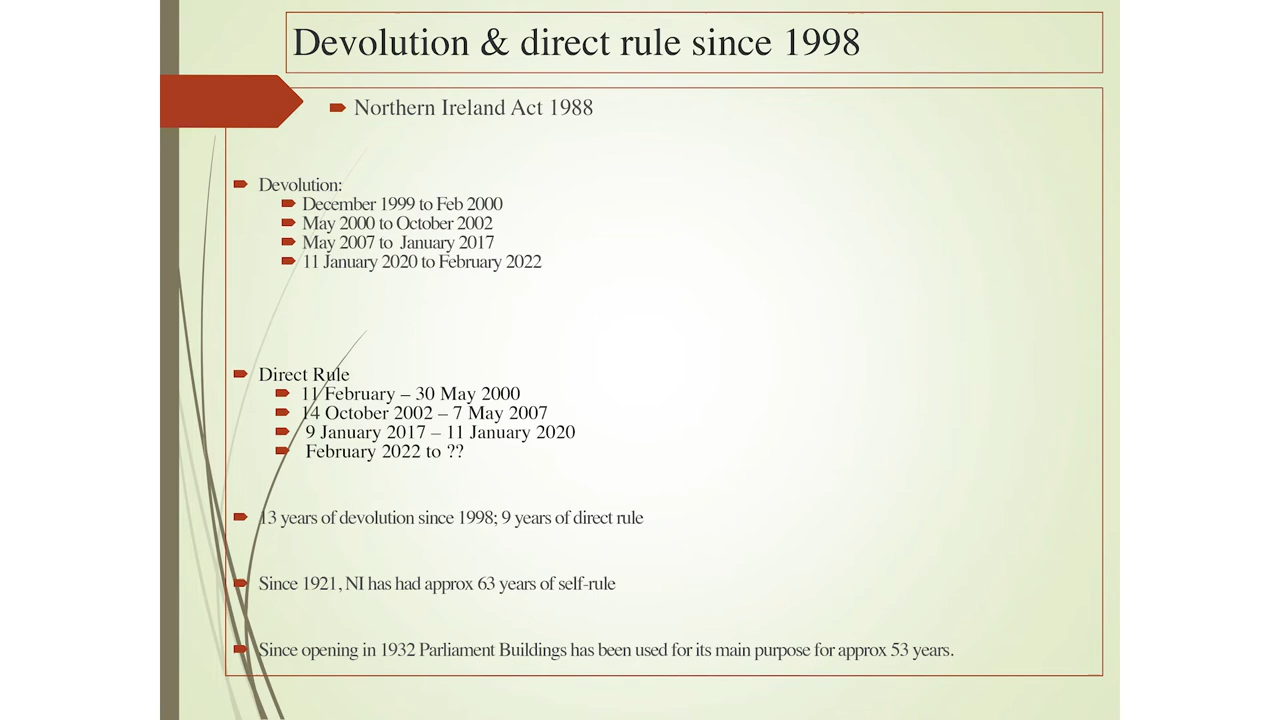 Devolution & direct rule since 1998
Northern Ireland Act 1988
Devolution:
December 1999 to Feb 2000
May 2000 to October 2002
May 2007 to January 2017
11 January 2020 to February 2022
Direct Rule
11 February – 30 May 2000
14 October 2002 – 7 May 2007
9 January 2017 – 11 January 2020
February 2022 to ??
13 years of devolution since 1998; 9 years of direct rule
Since 1921, NI has had approx 63 years of self-rule
Since opening in 1932 Parliament Buildings has been used for its main purpose for approx 53 years.